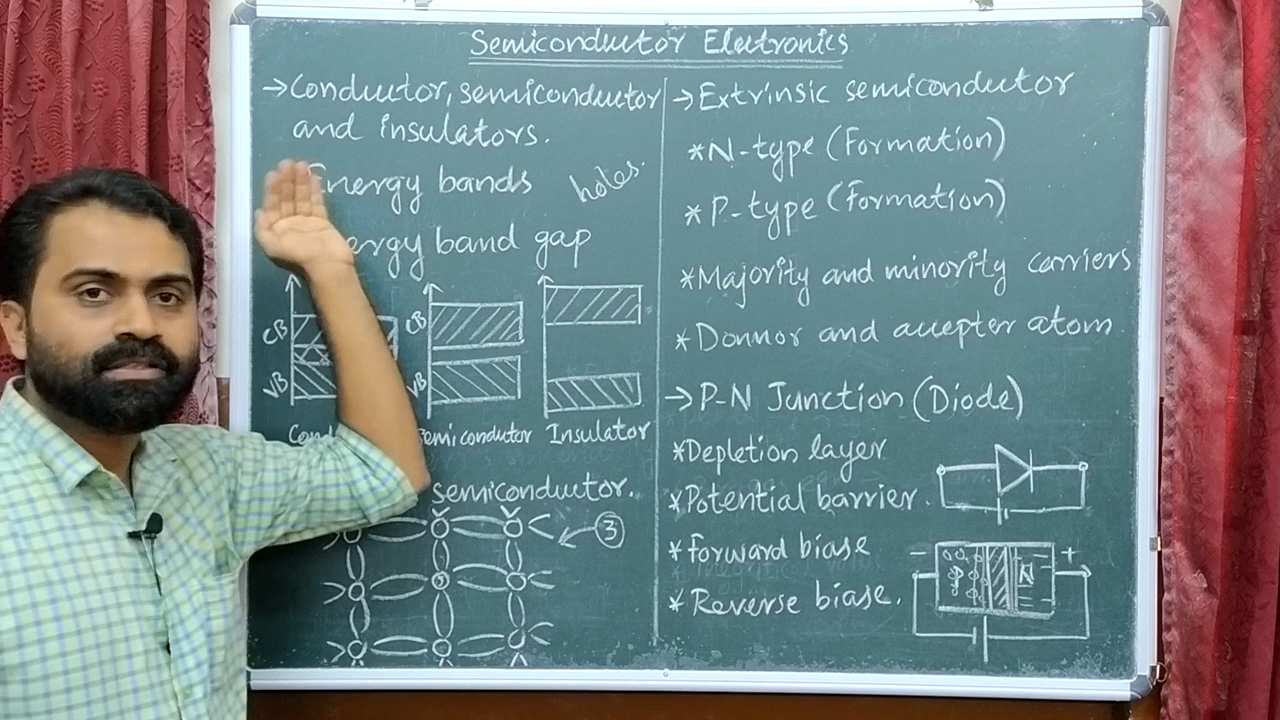 Semiconductor Electronics
→Conductor, semiconductor
and insulators.
Energy bands
holes.
ergy band gap
CB
VB
CB
VB
Cond
emiconductor
Insulator
semiconductor.
3
→Extrinsic semiconductor
*N-type (Formation)
*P-type (Formation)
*Majority and minority carriers
*Donnor and accepter atom
→P-N Junction (Diode)
*Depletion layer
*Potential barrier.
*forward biase
*Reverse biase.
− +
P N